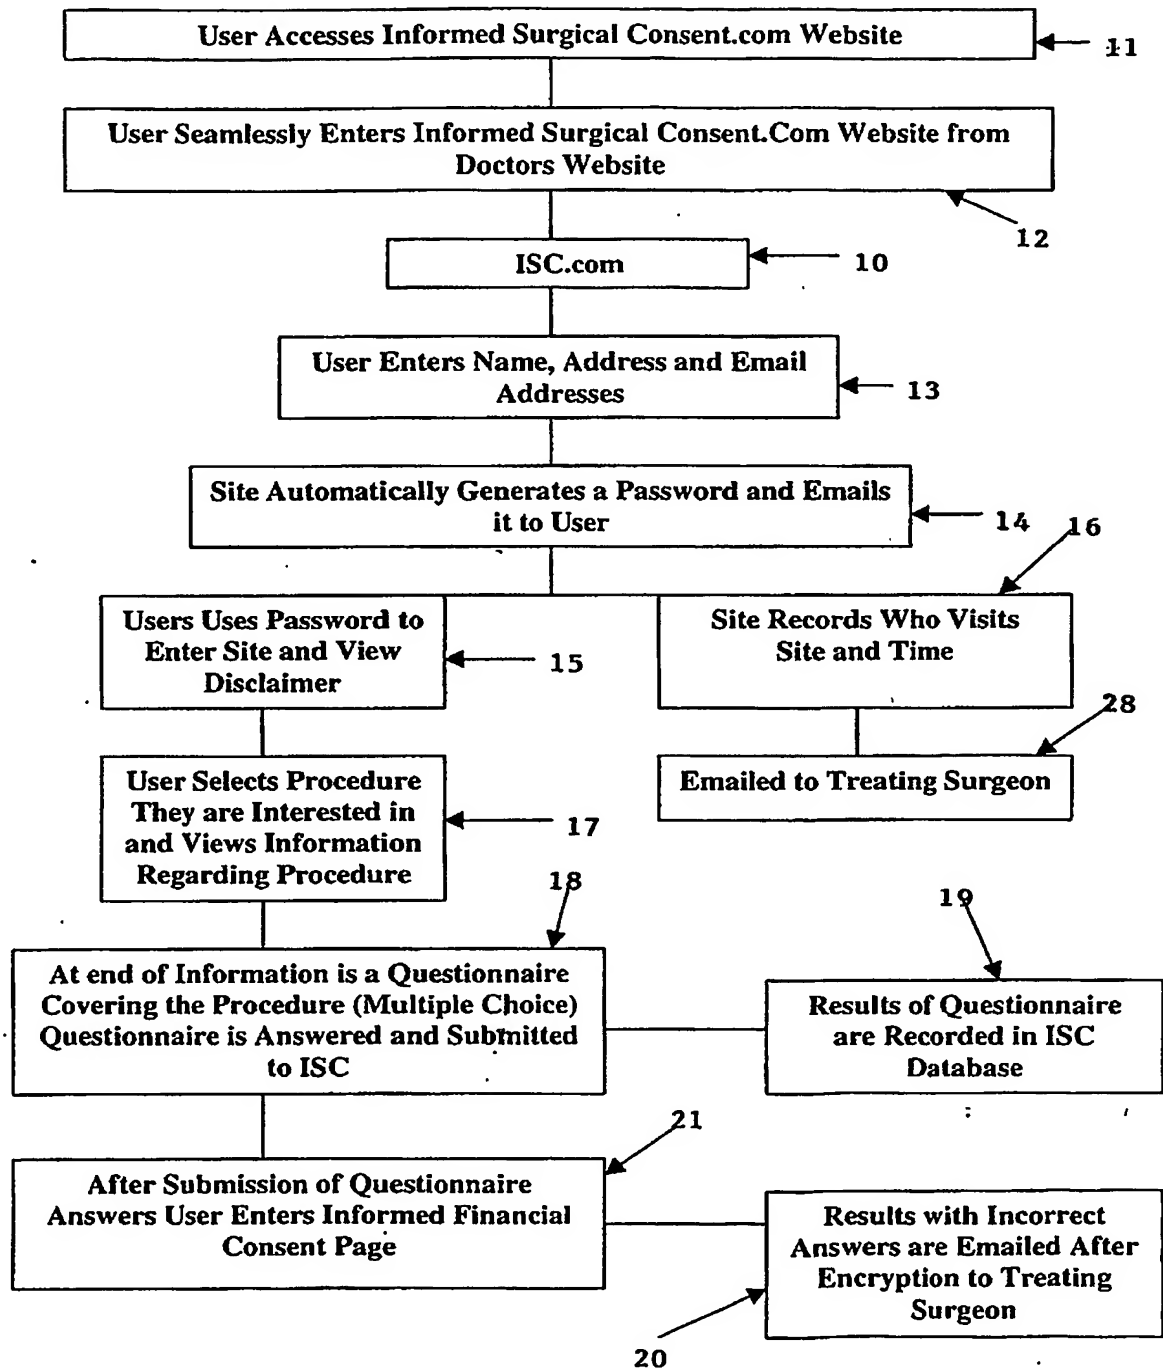 User Accesses Informed Surgical Consent.com Website
11
User Seamlessly Enters Informed Surgical Consent.Com Website from
Doctors Website
12
ISC.com
10
User Enters Name, Address and Email
Addresses
13
Site Automatically Generates a Password and Emails
it to User
14
16
Users Uses Password to
Enter Site and View
Disclaimer
15
Site Records Who Visits
Site and Time
28
User Selects Procedure
They are Interested in
and Views Information
Regarding Procedure
17
Emailed to Treating Surgeon
18
19
At end of Information is a Questionnaire
Covering the Procedure (Multiple Choice)
Questionnaire is Answered and Submitted
to ISC
Results of Questionnaire
are Recorded in ISC
Database
21
After Submission of Questionnaire
Answers User Enters Informed Financial
Consent Page
Results with Incorrect
Answers are Emailed After
Encryption to Treating
Surgeon
20